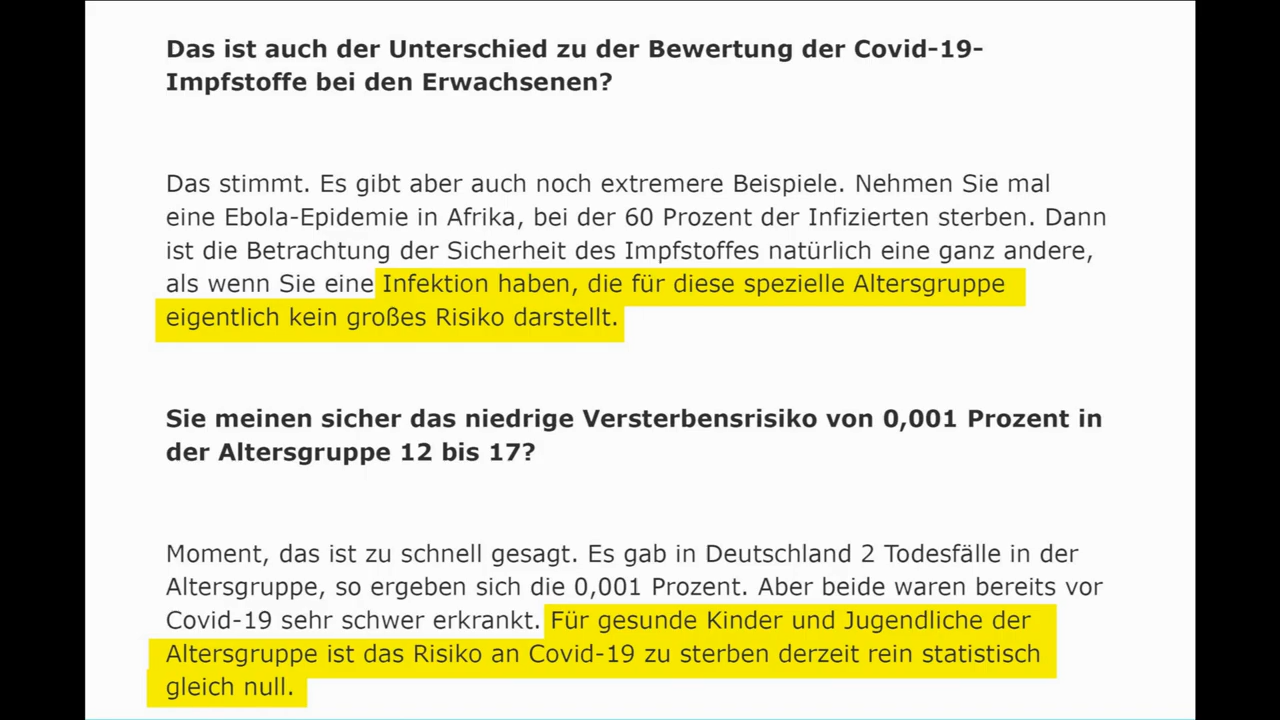 Das ist auch der Unterschied zu der Bewertung der Covid-19-
Impfstoffe bei den Erwachsenen?
Das stimmt. Es gibt aber auch noch extremere Beispiele. Nehmen Sie mal
eine Ebola-Epidemie in Afrika, bei der 60 Prozent der Infizierten sterben. Dann
ist die Betrachtung der Sicherheit des Impfstoffes natürlich eine ganz andere,
als wenn Sie eine Infektion haben, die für diese spezielle Altersgruppe
eigentlich kein großes Risiko darstellt.
Sie meinen sicher das niedrige Versterbensrisiko von 0,001 Prozent in
der Altersgruppe 12 bis 17?
Moment, das ist zu schnell gesagt. Es gab in Deutschland 2 Todesfälle in der
Altersgruppe, so ergeben sich die 0,001 Prozent. Aber beide waren bereits vor
Covid-19 sehr schwer erkrankt. Für gesunde Kinder und Jugendliche der
Altersgruppe ist das Risiko an Covid-19 zu sterben derzeit rein statistisch
gleich null.